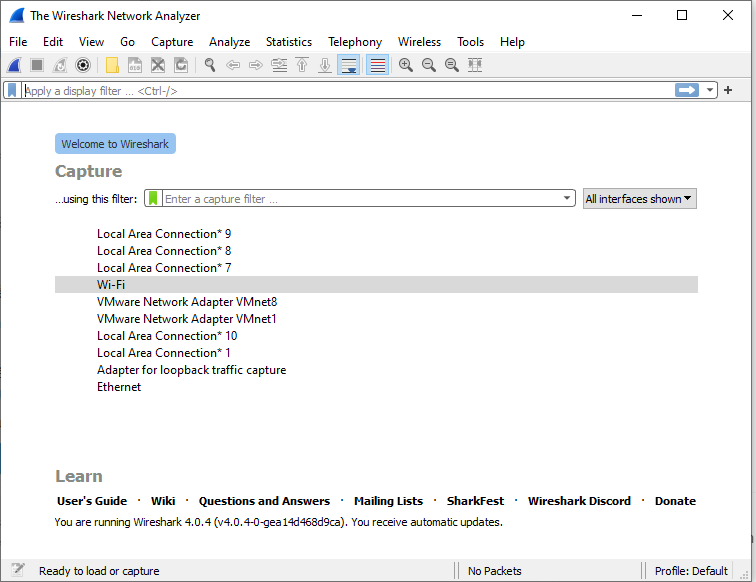 The Wireshark Network Analyzer
File Edit View Go Capture Analyze Statistics Telephony Wireless Tools Help
Apply a display filter ... <Ctrl-/>
Welcome to Wireshark
Capture
...using this filter: Enter a capture filter ... All interfaces shown
Local Area Connection* 9
Local Area Connection* 8
Local Area Connection* 7
Wi-Fi
VMware Network Adapter VMnet8
VMware Network Adapter VMnet1
Local Area Connection* 10
Local Area Connection* 1
Adapter for loopback traffic capture
Ethernet
Learn
User's Guide · Wiki · Questions and Answers · Mailing Lists · SharkFest · Wireshark Discord · Donate
You are running Wireshark 4.0.4 (v4.0.4-0-gea14d468d9ca). You receive automatic updates.
Ready to load or capture No Packets Profile: Default